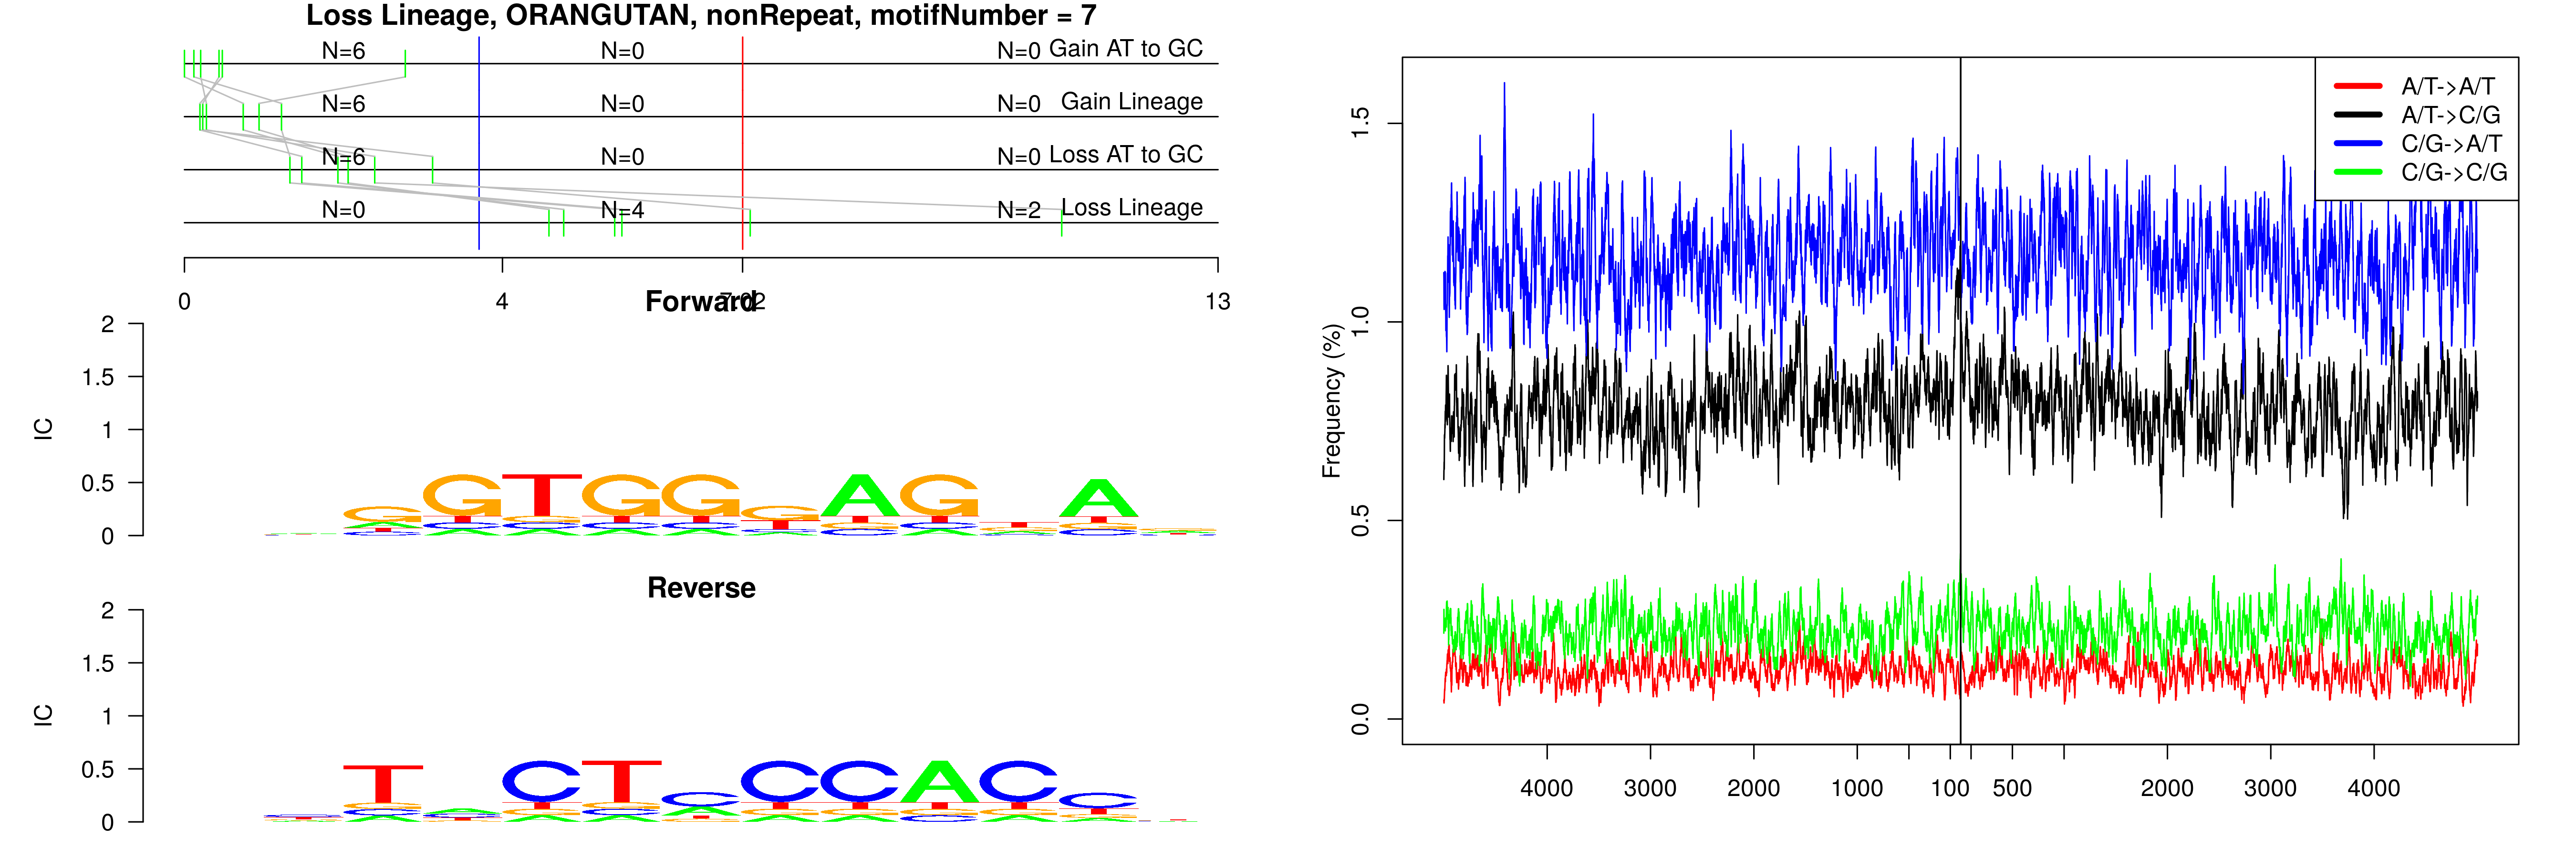 Loss Lineage, ORANGUTAN, nonRepeat, motifNumber = 7
N=6 N=0 N=0 Gain AT to GC
N=6 N=0 N=0 Gain Lineage
N=6 N=0 N=0 Loss AT to GC
N=0 N=4 N=2 Loss Lineage
0 4 7.02 13
Forward
2
1.5
1
0.5
0
IC
G G T G G G A G T A
Reverse
2
1.5
1
0.5
0
IC
T A C T C C C A C C
A/T->A/T
A/T->C/G
C/G->A/T
C/G->C/G
1.5
1.0
0.5
0.0
Frequency (%)
4000 3000 2000 1000 100 500 2000 3000 4000